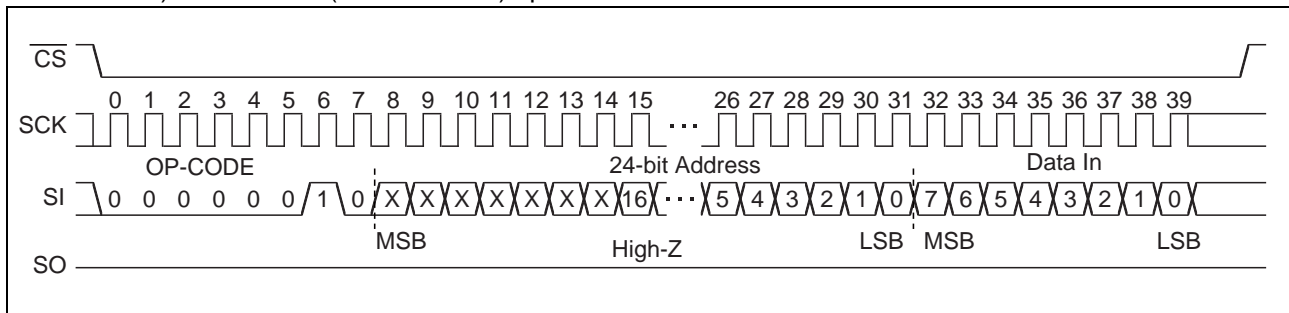 CS
0 1 2 3 4 5 6 7 8 9 10 11 12 13 14 15 26 27 28 29 30 31 32 33 34 35 36 37 38 39
SCK ···
OP-CODE 24-bit Address Data In
SI 0 0 0 0 0 0 1 0 X X X X X X X 16 ··· 5 4 3 2 1 0 7 6 5 4 3 2 1 0
MSB High-Z LSB MSB LSB
SO